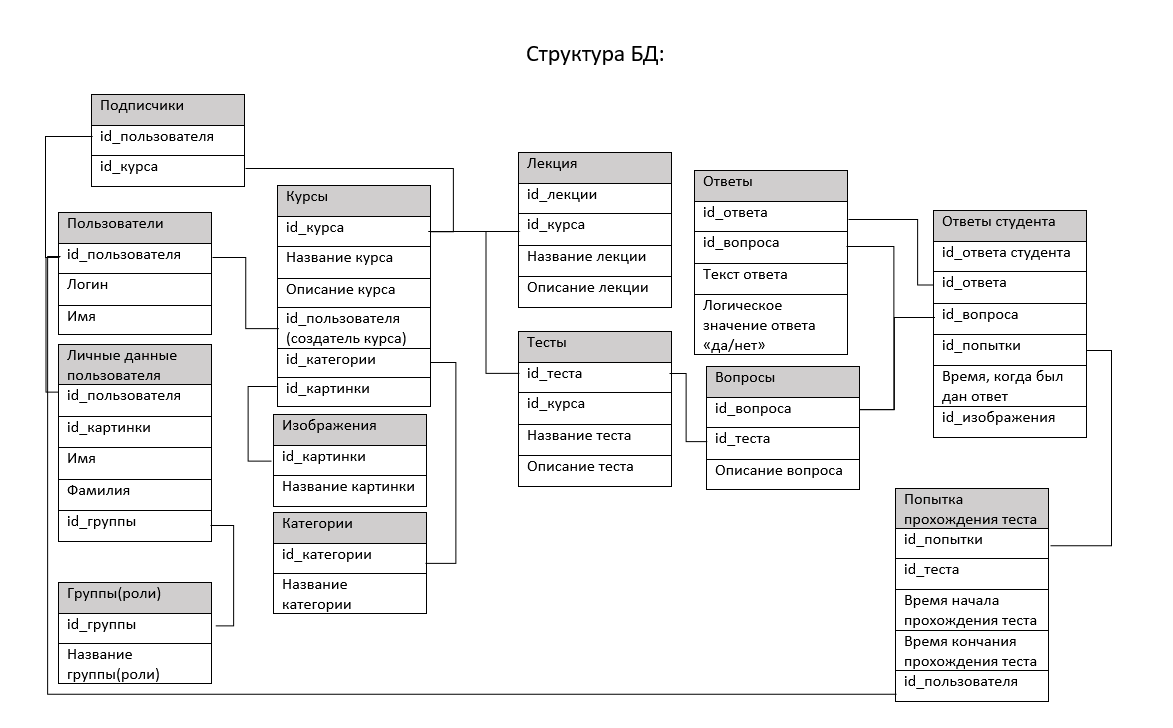 Структура БД:
Подписчики
id_пользователя
id_курса
Пользователи
id_пользователя
Логин
Имя
Личные данные
пользователя
id_пользователя
id_картинки
Имя
Фамилия
id_группы
Группы(роли)
id_группы
Название
группы(роли)
Курсы
id_курса
Название курса
Описание курса
id_пользователя
(создатель курса)
id_категории
id_картинки
Изображения
id_картинки
Название картинки
Категории
id_категории
Название
категории
Лекция
id_лекции
id_курса
Название лекции
Описание лекции
Тесты
id_теста
id_курса
Название теста
Описание теста
Ответы
id_ответа
id_вопроса
Текст ответа
Логическое
значение ответа
«да/нет»
Вопросы
id_вопроса
id_теста
Описание вопроса
Ответы студента
id_ответа студента
id_ответа
id_вопроса
id_попытки
Время, когда был
дан ответ
id_изображения
Попытка
прохождения теста
id_попытки
id_теста
Время начала
прохождения теста
Время кончания
прохождения теста
id_пользователя